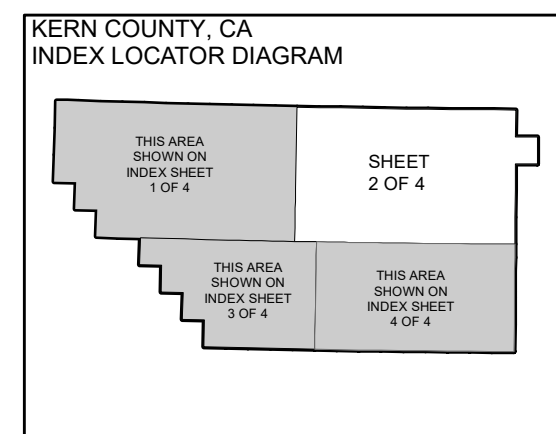 KERN COUNTY, CA
INDEX LOCATOR DIAGRAM
THIS AREA
SHOWN ON
INDEX SHEET
1 OF 4
SHEET
2 OF 4
THIS AREA
SHOWN ON
INDEX SHEET
3 OF 4
THIS AREA
SHOWN ON
INDEX SHEET
4 OF 4